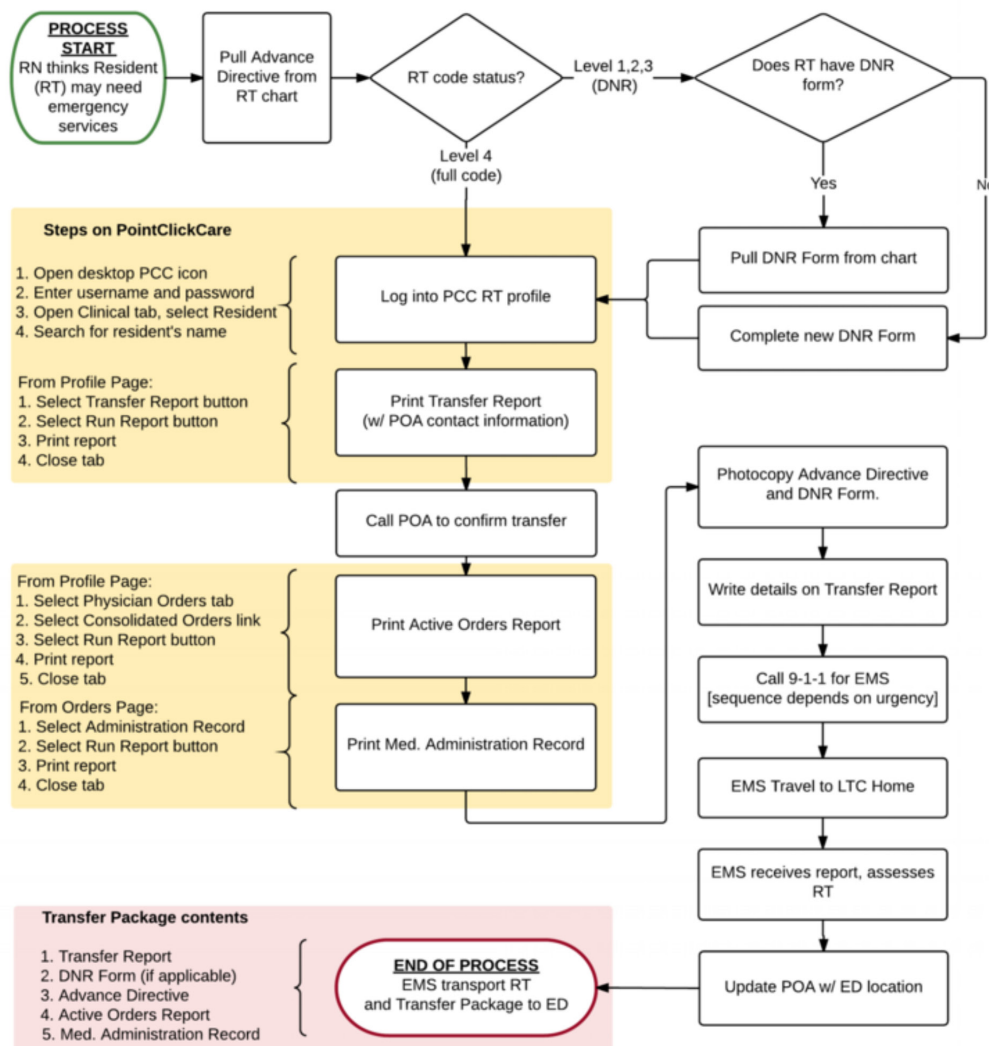 PROCESS
START
RN thinks Resident
(RT) may need
emergency
services
Pull Advance
Directive from
RT chart
RT code status?
Level 1,2,3
(DNR)
Does RT have DNR
form?
Level 4
(full code)
Yes
Steps on PointClickCare
1. Open desktop PCC icon
2. Enter username and password
3. Open Clinical tab, select Resident
4. Search for resident's name
Log into PCC RT profile
Pull DNR Form from chart
Complete new DNR Form
From Profile Page:
1. Select Transfer Report button
2. Select Run Report button
3. Print report
4. Close tab
Print Transfer Report
(w/ POA contact information)
Call POA to confirm transfer
From Profile Page:
1. Select Physician Orders tab
2. Select Consolidated Orders link
3. Select Run Report button
4. Print report
5. Close tab
Print Active Orders Report
From Orders Page:
1. Select Administration Record
2. Select Run Report button
3. Print report
4. Close tab
Print Med. Administration Record
Photocopy Advance Directive
and DNR Form.
Write details on Transfer Report
Call 9-1-1 for EMS
[sequence depends on urgency]
EMS Travel to LTC Home
EMS receives report, assesses
RT
Update POA w/ ED location
Transfer Package contents
1. Transfer Report
2. DNR Form (if applicable)
3. Advance Directive
4. Active Orders Report
5. Med. Administration Record
END OF PROCESS
EMS transport RT
and Transfer Package to ED